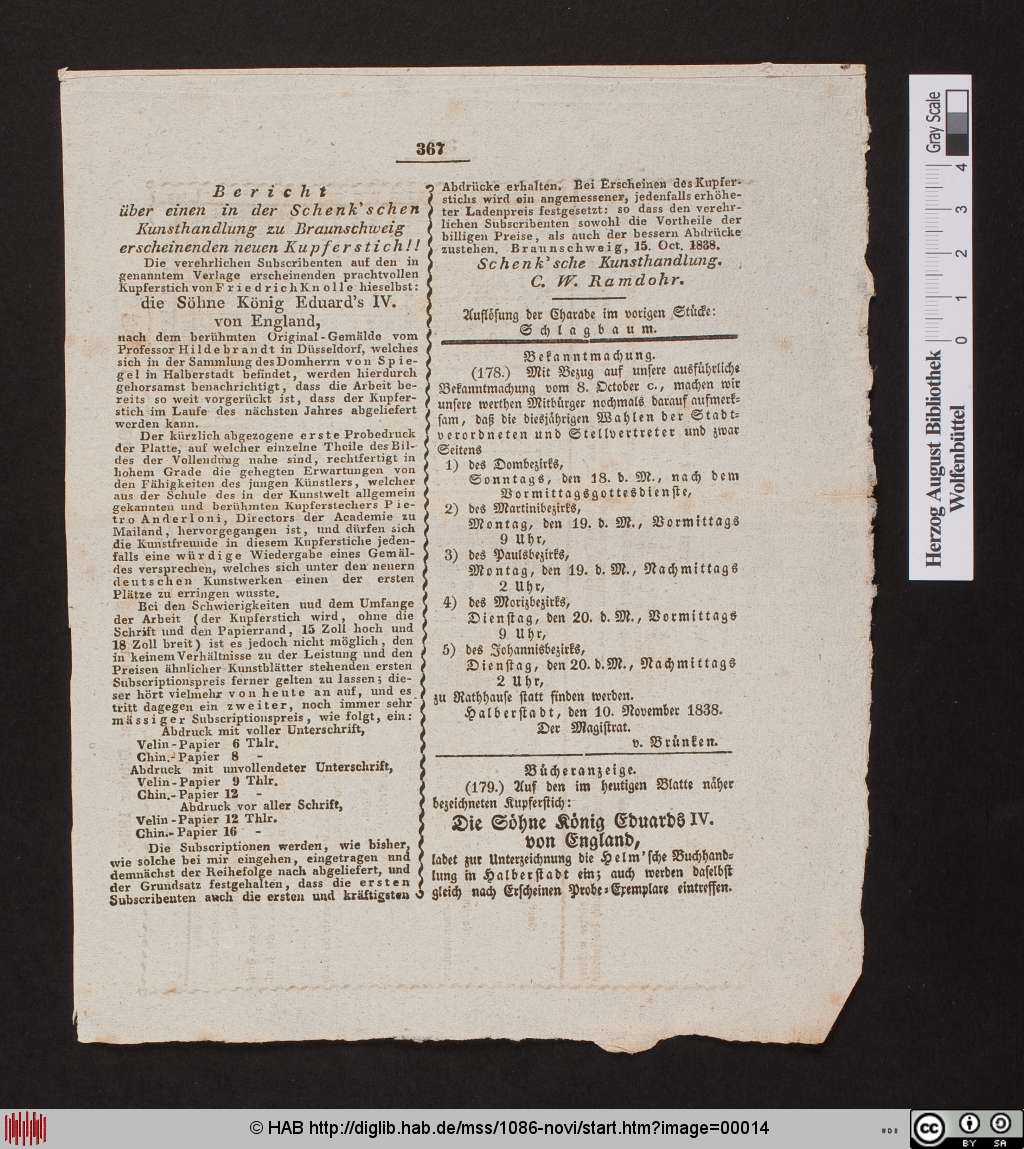 367
Bericht
über einen in der Schenk'schen
Kunsthandlung zu Braunschweig
erscheinenden neuen Kupferstich!!
Die verehrlichen Subscribenten auf den in
genanntem Verlage erscheinenden prachtvollen
Kupferstich von Friedrich Knolle hieselbst:
die Söhne König Eduard's IV.
von England,
nach dem berühmten Original-Gemälde vom
Professor Hildebrandt in Düsseldorf, welches
sich in der Sammlung des Domherrn von Spie-
gel in Halberstadt befindet, werden hierdurch
gehorsamst benachrichtigt, dass die Arbeit be-
reits so weit vorgerückt ist, dass der Kupfer-
stich im Laufe des nächsten Jahres abgeliefert
werden kann.
Der kürzlich abgezogene erste Probedruck
der Platte, auf welcher einzelne Theile des Bil-
des der Vollendung nahe sind, rechtfertigt in
hohem Grade die gehegten Erwartungen von
den Fähigkeiten des jungen Künstlers, welcher
aus der Schule des in der Kunstwelt allgemein
gekannten und berühmten Kupferstechers Pie-
tro Anderloni, Directors der Academie zu
Mailand, hervorgegangen ist, und dürfen sich
die Kunstfreunde in diesem Kupferstiche jeden-
falls eine würdige Wiedergabe eines Gemäl-
des versprechen, welches sich unter den neuern
deutschen Kunstwerken einen der ersten
Plätze zu erringen wusste.
Bei den Schwierigkeiten uud dem Umfange
der Arbeit (der Kupferstich wird, ohne die
Schrift und den Papierrand, 15 Zoll hoch und
18 Zoll breit) ist es jedoch nicht möglich, den
in keinem Verhältnisse zu der Leistung und den
Preisen ähnlicher Kunstblätter stehenden ersten
Subscriptionspreis ferner gelten zu lassen; die-
ser hört vielmehr von heute an auf, und es
tritt dagegen ein zweiter, noch immer sehr
mässiger Subscriptionspreis, wie folgt, ein:
Abdruck mit voller Unterschrift,
Velin-Papier 6 Thlr.
Chin.-Papier 8 -
Abdruck mit unvollendeter Unterschrift,
Velin-Papier 9 Thlr.
Chin.-Papier 12 -
Abdruck vor aller Schrift,
Velin-Papier 12 Thlr.
Chin.-Papier 16 -
Die Subscriptionen werden, wie bisher,
wie solche bei mir eingehen, eingetragen und
demnächst der Reihefolge nach abgeliefert, und
der Grundsatz festgehalten, dass die ersten
Subscribenten auch die ersten und kräftigsten
Abdrücke erhalten. Bei Erscheinen des Kupfer-
stichs wird ein angemessener, jedenfalls erhöhe-
ter Ladenpreis festgesetzt: so dass den verehr-
lichen Subscribenten sowohl die Vortheile der
billigen Preise, als auch der bessern Abdrücke
zustehen. Braunschweig, 15. Oct. 1838.
Schenk'sche Kunsthandlung.
C. W. Ramdohr.
Auflösung der Charade im vorigen Stücke:
Schlagbaum.
Bekanntmachung.
(178.) Mit Bezug auf unsere ausführliche
Bekanntmachung vom 8. October c., machen wir
unsere werthen Mitbürger nochmals darauf aufmerk-
sam, daß die diesjährigen Wahlen der Stadt-
verordneten und Stellvertreter und zwar
Seitens
1) des Dombezirks,
Sonntags, den 18. d. M., nach dem
Vormittagsgottesdienste,
2) des Martinibezirks,
Montag, den 19. d. M., Vormittags
9 Uhr,
3) des Paulsbezirks,
Montag, den 19. d. M., Nachmittags
2 Uhr,
4) des Morizbezirks,
Dienstag, den 20. d. M., Vormittags
9 Uhr,
5) des Johannisbezirks,
Dienstag, den 20. d. M., Nachmittags
2 Uhr,
zu Rathhause statt finden werden.
Halberstadt, den 10. November 1838.
Der Magistrat.
v. Brünken.
Bücheranzeige.
(179.) Auf den im heutigen Blatte näher
bezeichneten Kupferstich:
Die Söhne König Eduards IV.
von England,
ladet zur Unterzeichnung die Helm'sche Buchhand-
lung in Halberstadt ein; auch werden daselbst
gleich nach Erscheinen Probe-Exemplare eintreffen.
Herzog August Bibliothek
Wolfenbüttel
0 1 2 3 4
Gray Scale
© HAB http://diglib.hab.de/mss/1086-novi/start.htm?image=00014
cc BY SA